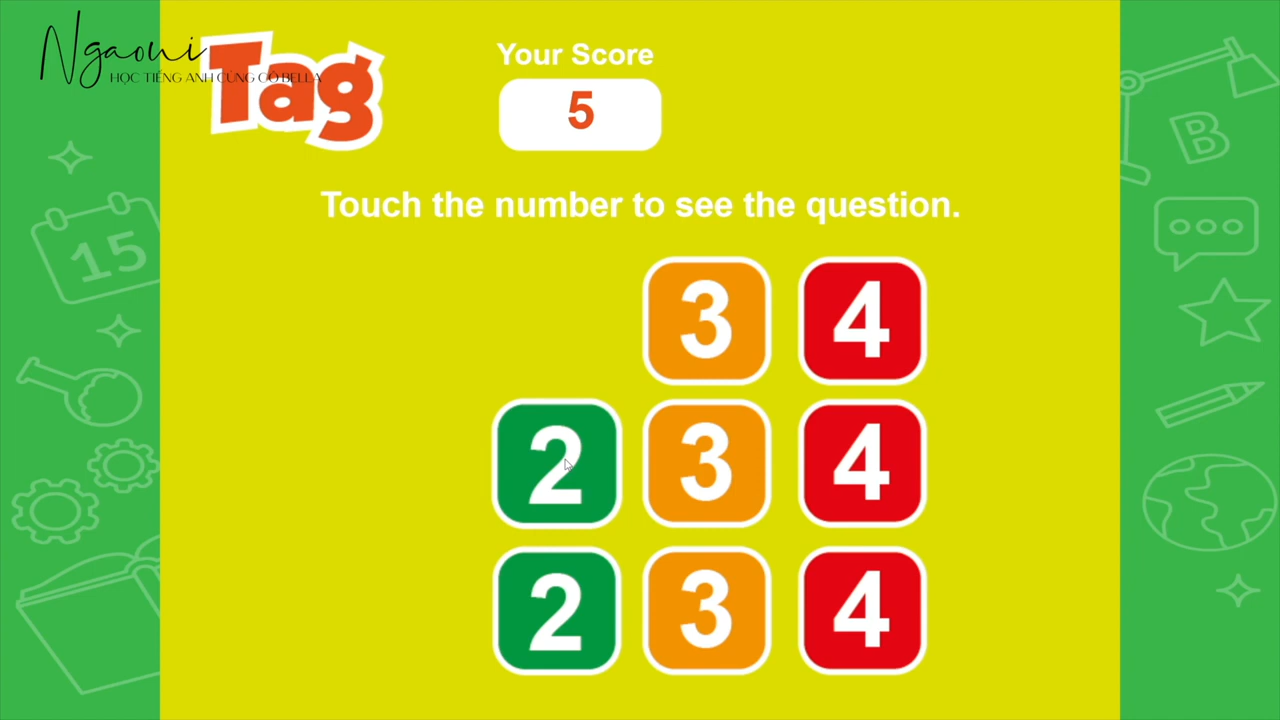 Ngaoni
HỌC TIẾNG ANH CÙNG CÔ BELLA
Tag
Your Score
5
Touch the number to see the question.
3 4
2 3 4
2 3 4
15
B